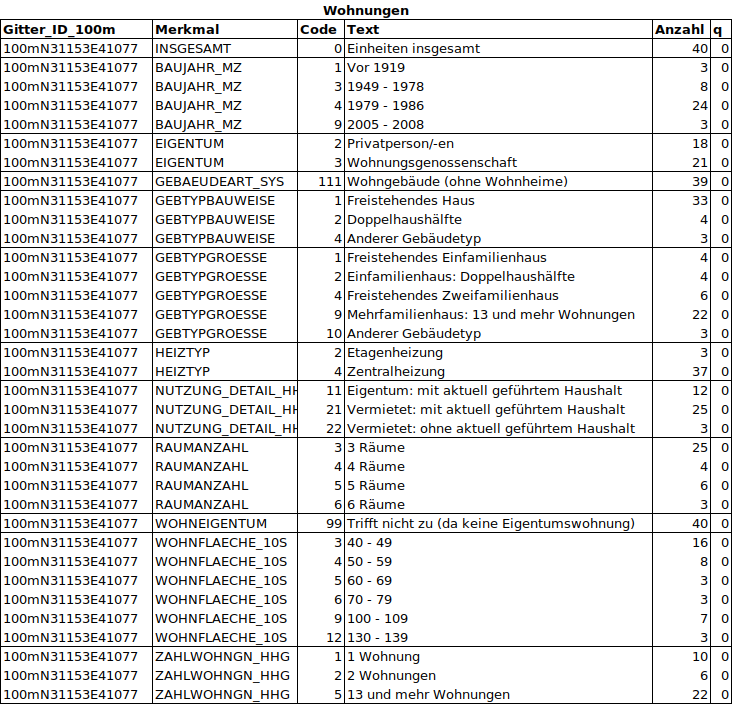 Wohnungen
Gitter_ID_100m Merkmal Code Text Anzahl q
100mN31153E41077 INSGESAMT 0 Einheiten insgesamt 40 0
100mN31153E41077 BAUJAHR_MZ 1 Vor 1919 3 0
100mN31153E41077 BAUJAHR_MZ 3 1949 - 1978 8 0
100mN31153E41077 BAUJAHR_MZ 4 1979 - 1986 24 0
100mN31153E41077 BAUJAHR_MZ 9 2005 - 2008 3 0
100mN31153E41077 EIGENTUM 2 Privatperson/-en 18 0
100mN31153E41077 EIGENTUM 3 Wohnungsgenossenschaft 21 0
100mN31153E41077 GEBAEUDEART_SYS 111 Wohngebäude (ohne Wohnheime) 39 0
100mN31153E41077 GEBTYPBAUWEISE 1 Freistehendes Haus 33 0
100mN31153E41077 GEBTYPBAUWEISE 2 Doppelhaushälfte 4 0
100mN31153E41077 GEBTYPBAUWEISE 4 Anderer Gebäudetyp 3 0
100mN31153E41077 GEBTYPGROESSE 1 Freistehendes Einfamilienhaus 4 0
100mN31153E41077 GEBTYPGROESSE 2 Einfamilienhaus: Doppelhaushälfte 4 0
100mN31153E41077 GEBTYPGROESSE 4 Freistehendes Zweifamilienhaus 6 0
100mN31153E41077 GEBTYPGROESSE 9 Mehrfamilienhaus: 13 und mehr Wohnungen 22 0
100mN31153E41077 GEBTYPGROESSE 10 Anderer Gebäudetyp 3 0
100mN31153E41077 HEIZTYP 2 Etagenheizung 3 0
100mN31153E41077 HEIZTYP 4 Zentralheizung 37 0
100mN31153E41077 NUTZUNG_DETAIL_HH 11 Eigentum: mit aktuell geführtem Haushalt 12 0
100mN31153E41077 NUTZUNG_DETAIL_HH 21 Vermietet: mit aktuell geführtem Haushalt 25 0
100mN31153E41077 NUTZUNG_DETAIL_HH 22 Vermietet: ohne aktuell geführtem Haushalt 3 0
100mN31153E41077 RAUMANZAHL 3 3 Räume 25 0
100mN31153E41077 RAUMANZAHL 4 4 Räume 4 0
100mN31153E41077 RAUMANZAHL 5 5 Räume 6 0
100mN31153E41077 RAUMANZAHL 6 6 Räume 3 0
100mN31153E41077 WOHNEIGENTUM 99 Trifft nicht zu (da keine Eigentumswohnung) 40 0
100mN31153E41077 WOHNFLAECHE_10S 3 40 - 49 16 0
100mN31153E41077 WOHNFLAECHE_10S 4 50 - 59 8 0
100mN31153E41077 WOHNFLAECHE_10S 5 60 - 69 3 0
100mN31153E41077 WOHNFLAECHE_10S 6 70 - 79 3 0
100mN31153E41077 WOHNFLAECHE_10S 9 100 - 109 7 0
100mN31153E41077 WOHNFLAECHE_10S 12 130 - 139 3 0
100mN31153E41077 ZAHLWOHNGN_HHG 1 1 Wohnung 10 0
100mN31153E41077 ZAHLWOHNGN_HHG 2 2 Wohnungen 6 0
100mN31153E41077 ZAHLWOHNGN_HHG 5 13 und mehr Wohnungen 22 0